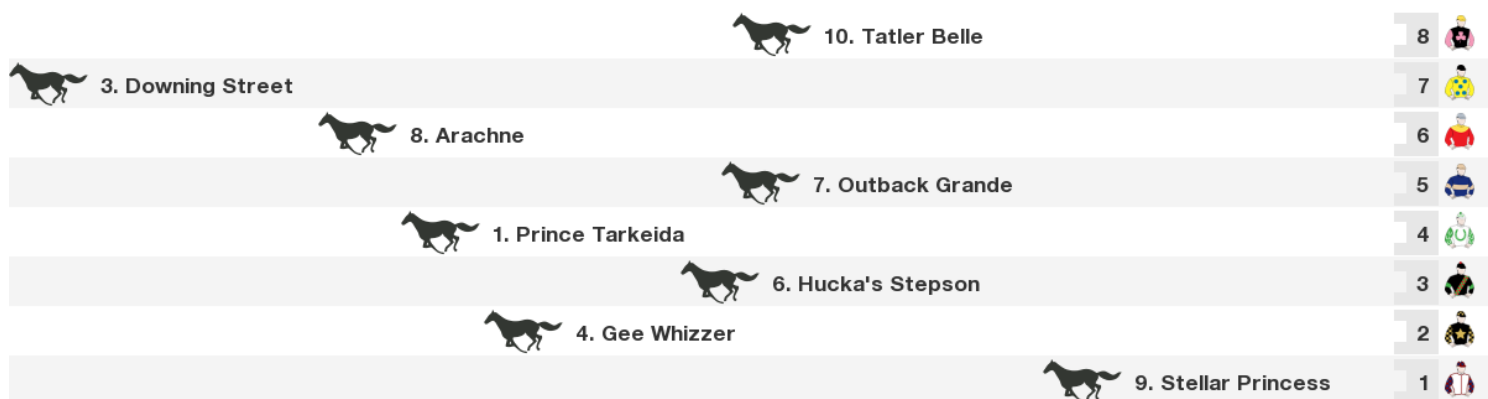 10. Tatler Belle 8
3. Downing Street 7
8. Arachne 6
7. Outback Grande 5
1. Prince Tarkeida 4
6. Hucka's Stepson 3
4. Gee Whizzer 2
9. Stellar Princess 1